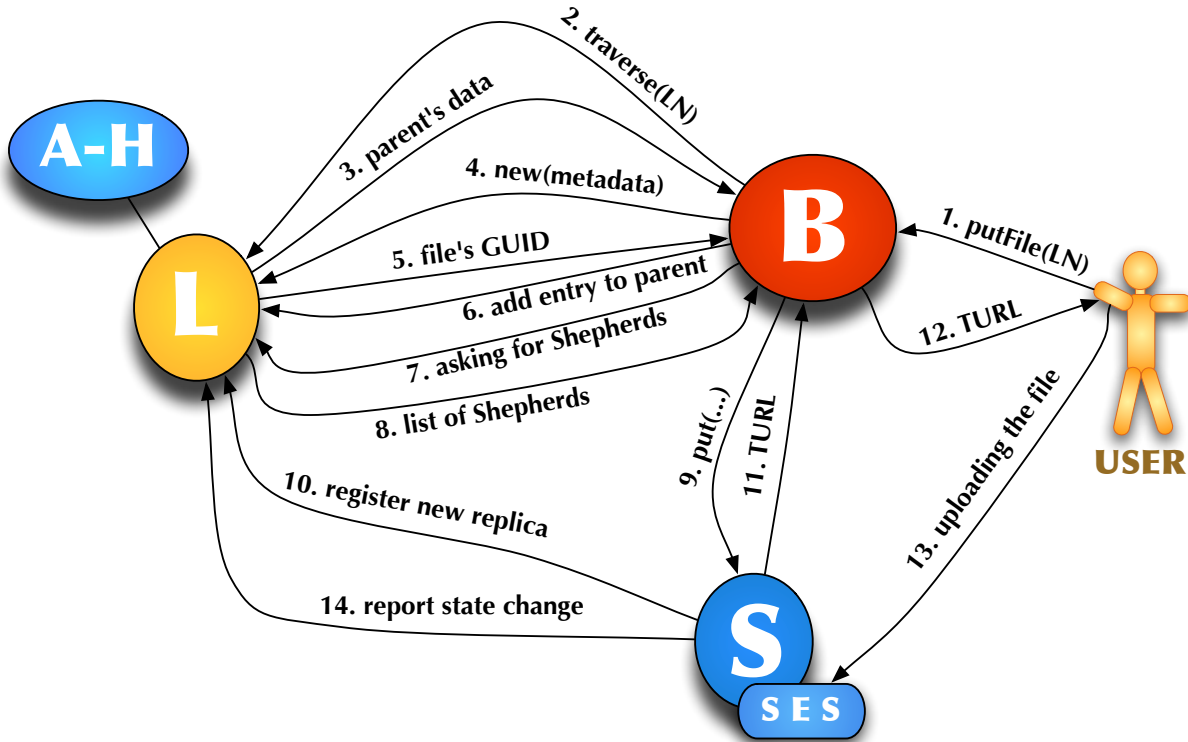 2. traverse(LN)
3. parent's data
A-H
4. new(metadata)
B
1. putFile(LN)
5. file's GUID
6. add entry to parent
L
7. asking for Shepherds
12. TURL
8. list of Shepherds
9. put(...)
11. TURL
13. uploading the file
USER
10. register new replica
14. report state change
S
S E S